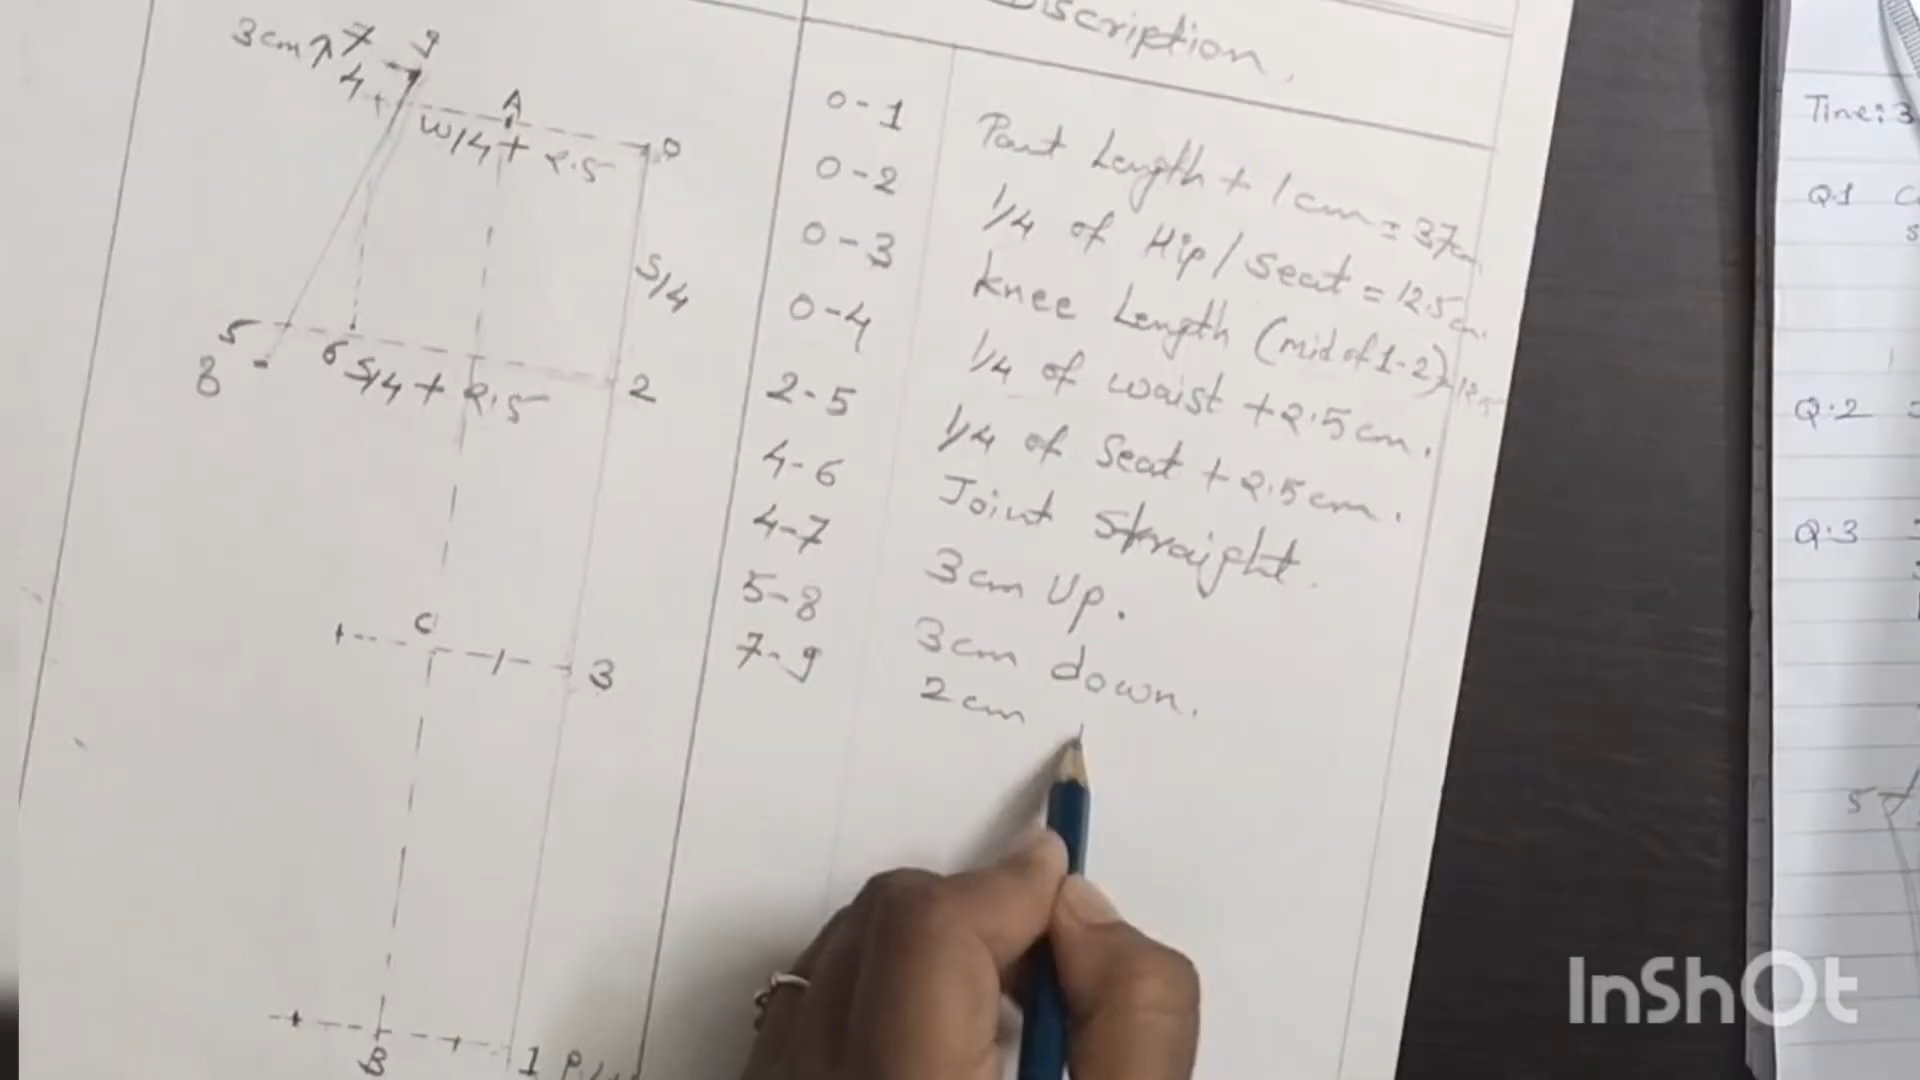 Discription.
3cm ↑ 7 9
4
A
W/4 + 2.5
0
S/4
5
6
8
S/4 + 2.5
2
C
3
B
1
0-1 Pant Length + 1cm = 37cm.
0-2 1/4 of Hip/Seat = 12.5cm.
0-3 Knee Length (mid of 1-2)
0-4 1/4 of waist + 2.5cm.
2-5 1/4 of Seat + 2.5cm.
4-6 Joint Straight.
4-7 3cm Up.
5-8 3cm down.
7-9 2cm
Time: 3
Q.1
Q.2
Q.3
5
InShOt